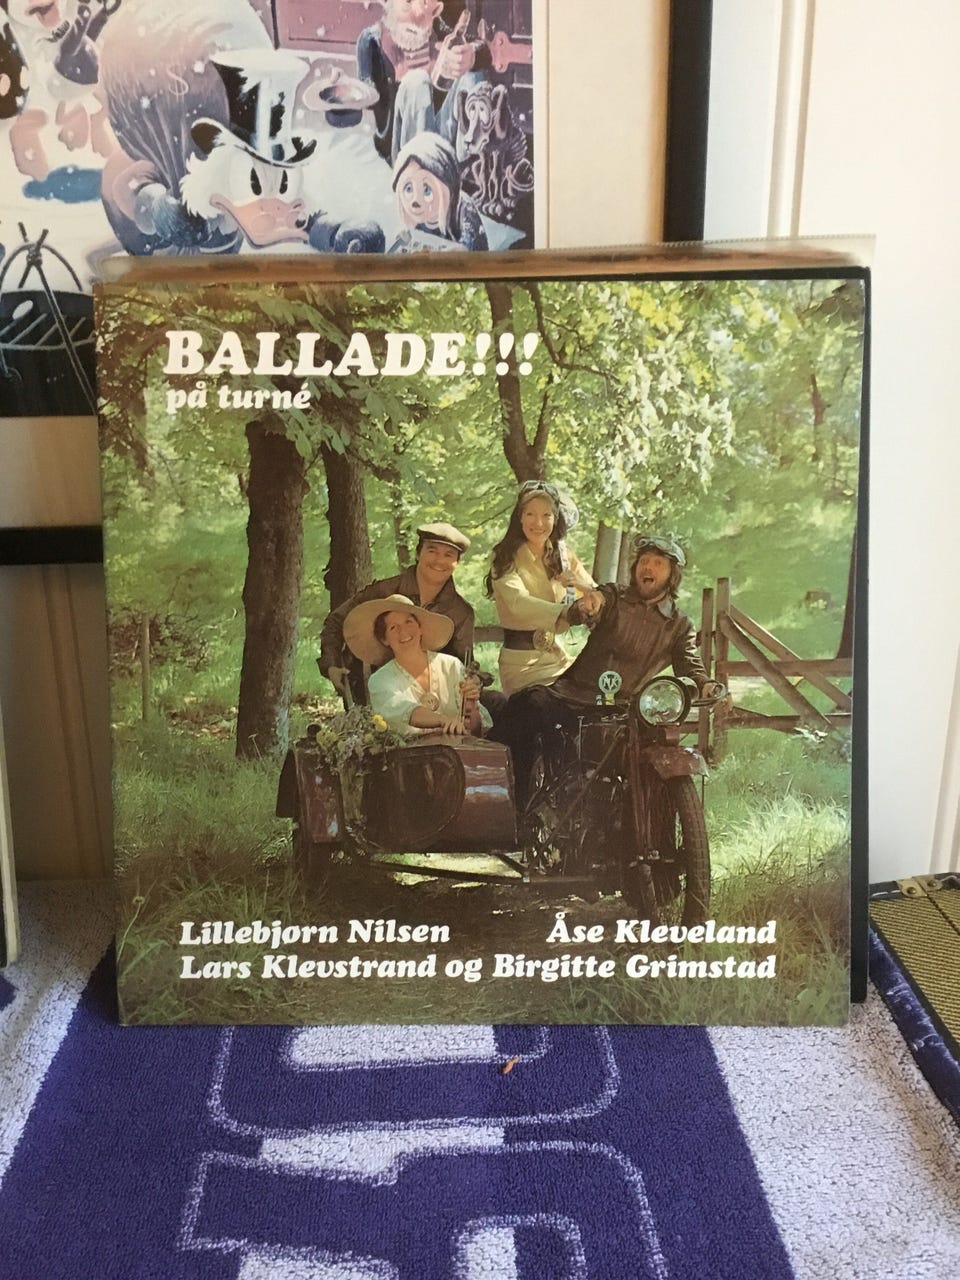 BALLADE!!!
på turné
Lillebjørn Nilsen Åse Kleveland
Lars Klevstrand og Birgitte Grimstad